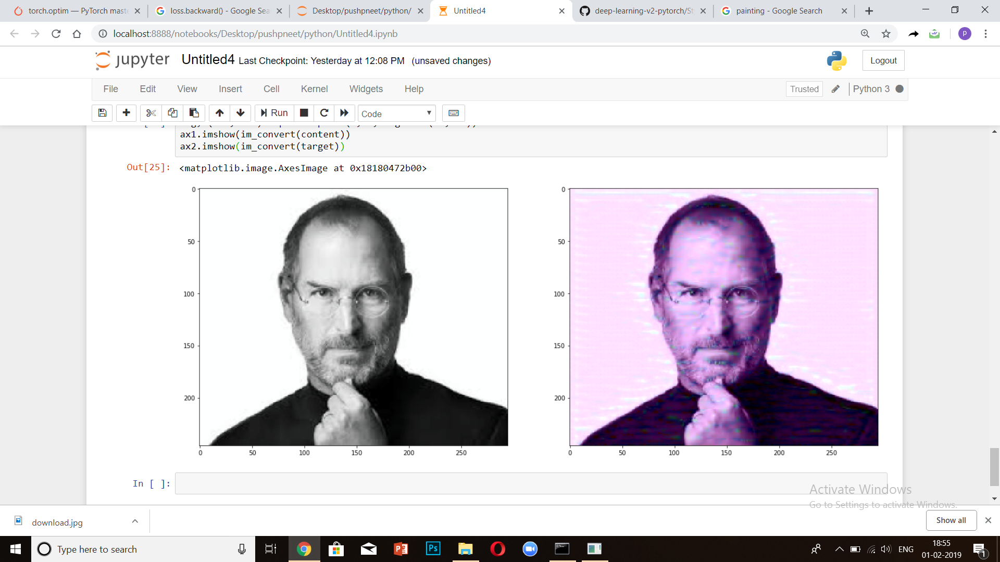 torch.optim — PyTorch maste
loss.backward() - Google Sea
Desktop/pushpneet/python/
Untitled4
deep-learning-v2-pytorch/St
painting - Google Search
localhost:8888/notebooks/Desktop/pushpneet/python/Untitled4.ipynb
P
jupyter Untitled4 Last Checkpoint: Yesterday at 12:08 PM (unsaved changes)
Logout
File Edit View Insert Cell Kernel Widgets Help
Trusted
Python 3
Run
Code
ax1.imshow(im_convert(content))
ax2.imshow(im_convert(target))
Out[25]: <matplotlib.image.AxesImage at 0x18180472b00>
0
50
100
150
200
0 50 100 150 200 250
0
50
100
150
200
0 50 100 150 200 250
In [ ]:
Activate Windows
Go to Settings to activate Windows.
download.jpg
Show all
Type here to search
P
Ps
ENG
18:55
01-02-2019
1